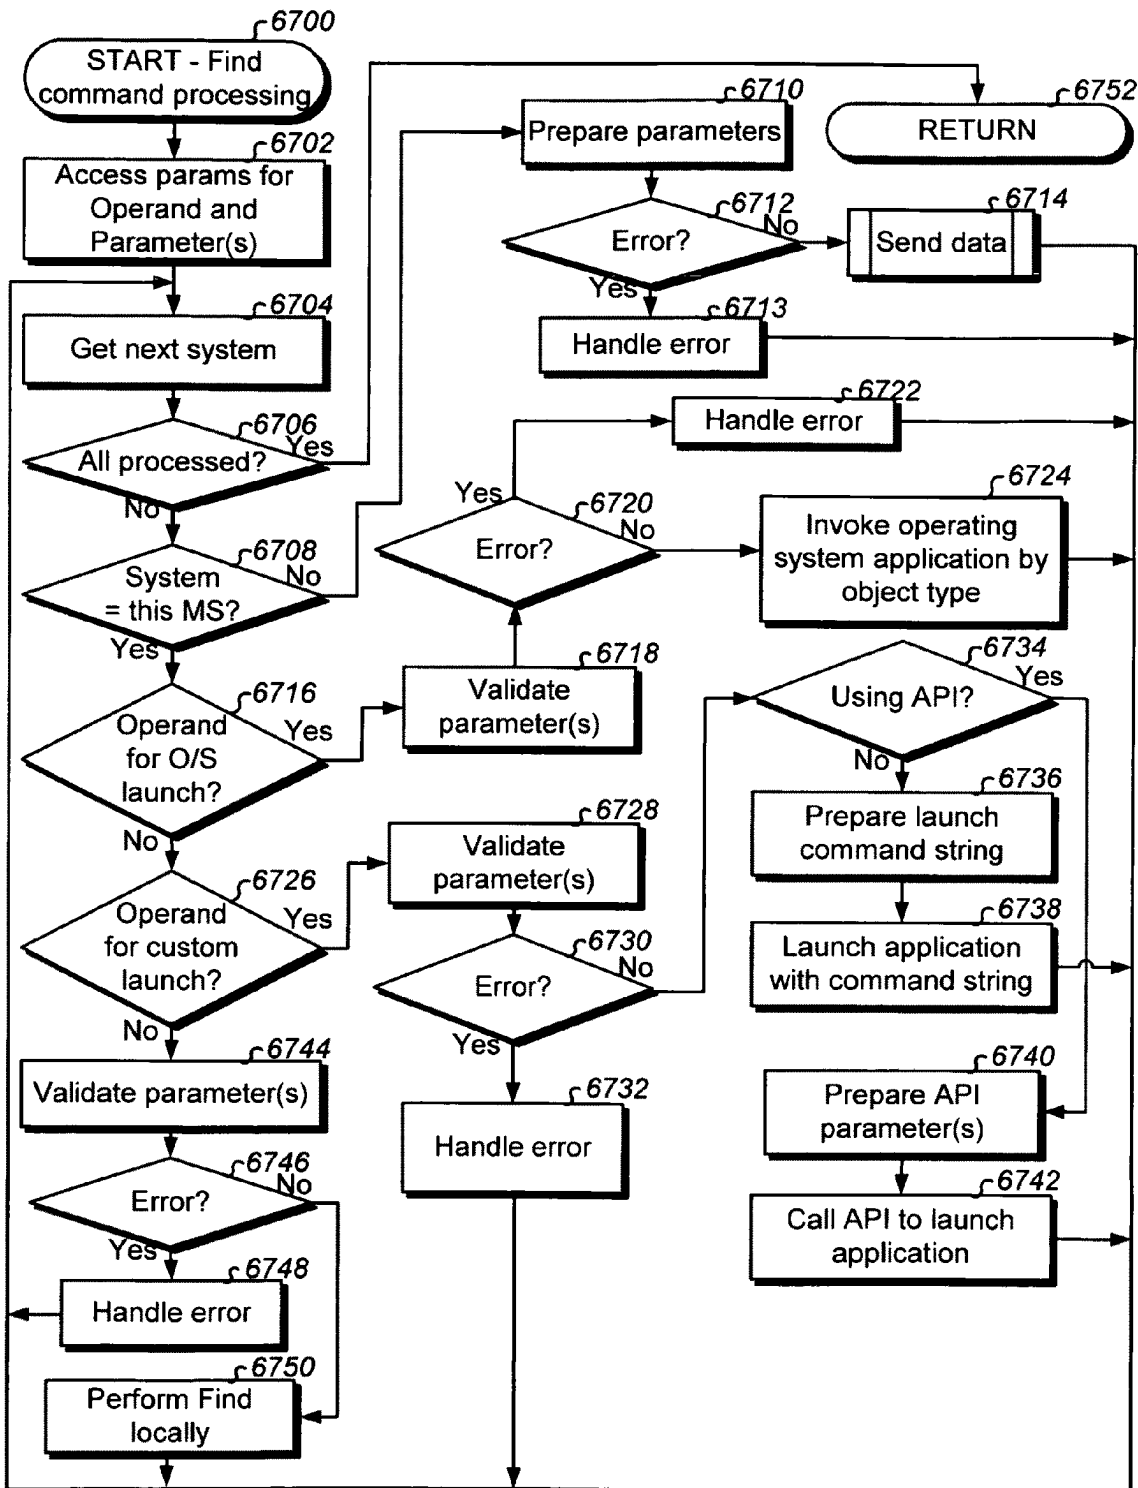 6700
START - Find
command processing
6702
Access params for
Operand and
Parameter(s)
6704
Get next system
6706
All processed?
Yes
No
6708
System
= this MS?
No
Yes
6716
Operand
for O/S
launch?
Yes
No
6726
Operand
for custom
launch?
Yes
No
6744
Validate parameter(s)
6746
Error?
No
Yes
6748
Handle error
6750
Perform Find
locally
6710
Prepare parameters
6712
Error?
No
Yes
6713
Handle error
6714
Send data
6752
RETURN
6722
Handle error
6720
Error?
Yes
No
6724
Invoke operating
system application by
object type
6718
Validate
parameter(s)
6728
Validate
parameter(s)
6730
Error?
No
Yes
6732
Handle error
6734
Using API?
Yes
No
6736
Prepare launch
command string
6738
Launch application
with command string
6740
Prepare API
parameter(s)
6742
Call API to launch
application